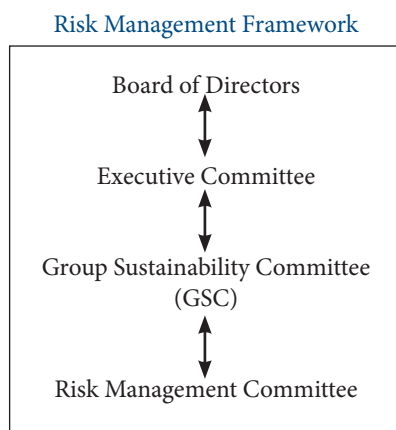 Risk Management Framework
Board of Directors
Executive Committee
Group Sustainability Committee
(GSC)
Risk Management Committee